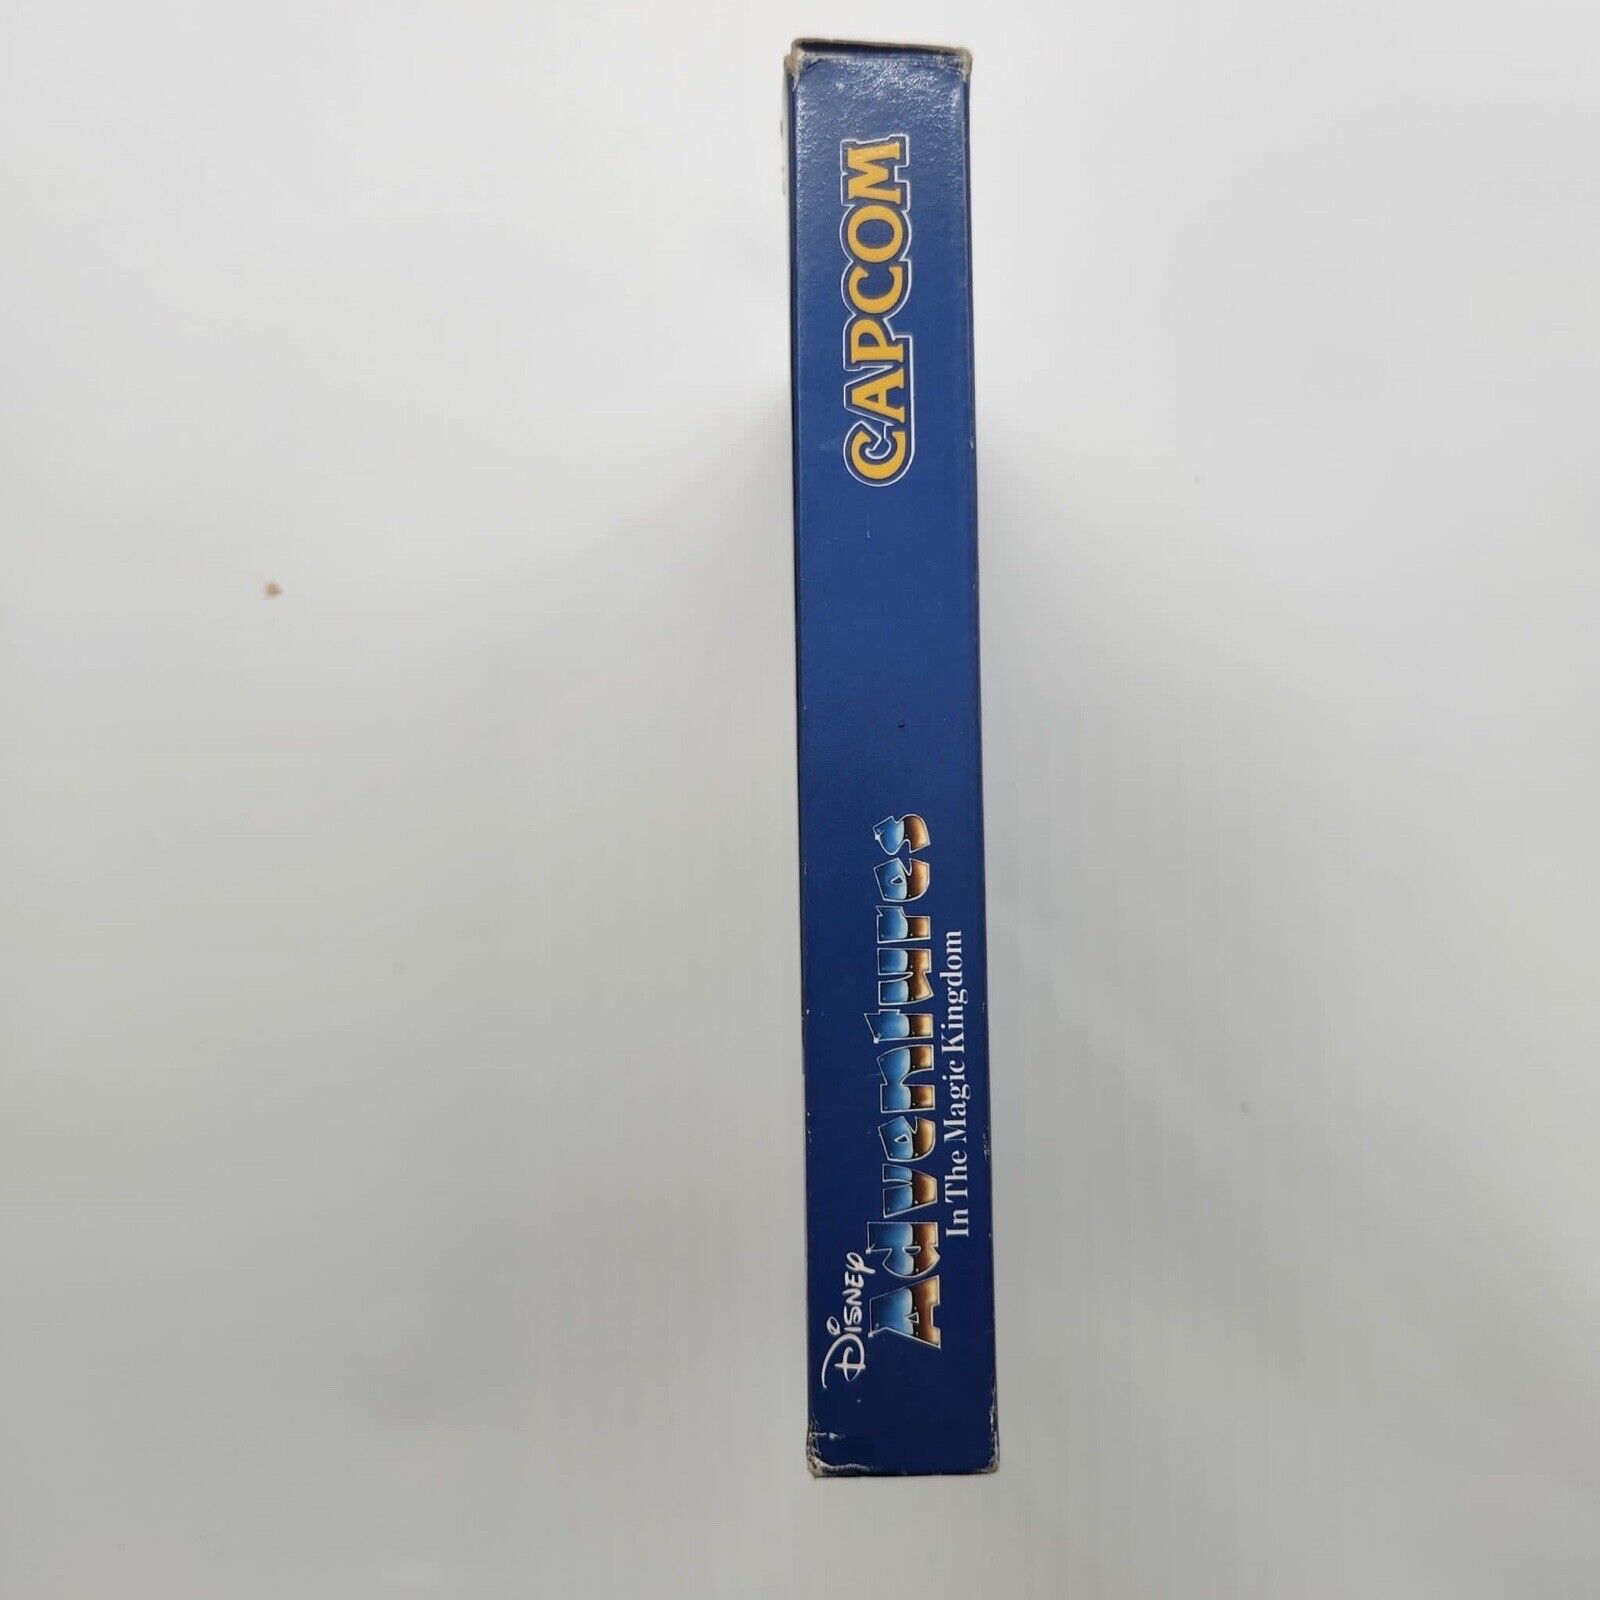 DISNEY
Adventures
In The Magic Kingdom
CAPCOM